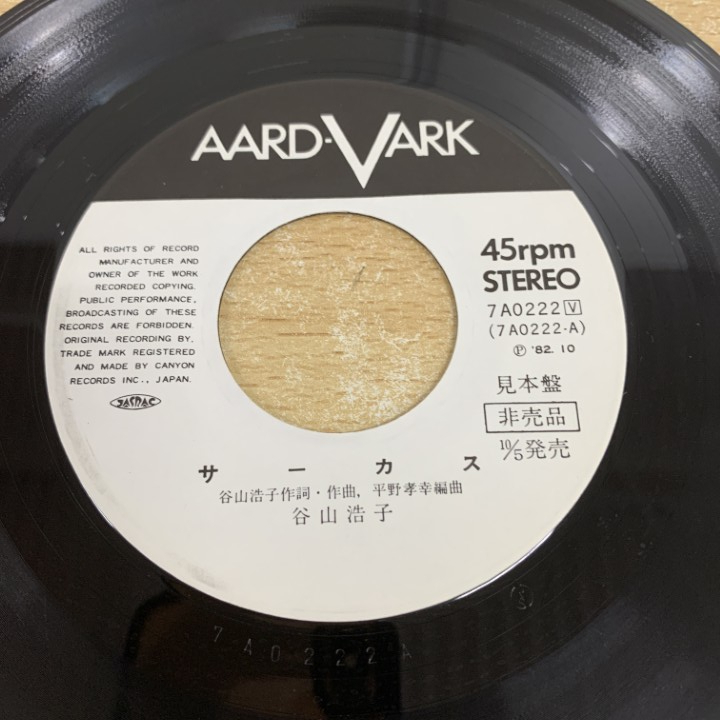 AARD-VARK
ALL RIGHTS OF RECORD
MANUFACTURER AND
OWNER OF THE WORK
RECORDED COPYING.
PUBLIC PERFORMANCE,
BROADCASTING OF THESE
RECORDS ARE FORBIDDEN.
ORIGINAL RECORDING BY,
TRADE MARK REGISTERED
AND MADE BY CANYON
RECORDS INC., JAPAN.
JASRAC
45rpm
STEREO
7A0222 V
(7A0222-A)
Ⓟ '82. 10
見本盤
非売品
10/5発売
サーカス
谷山浩子作詞・作曲, 平野孝幸編曲
谷山浩子
7A0222A